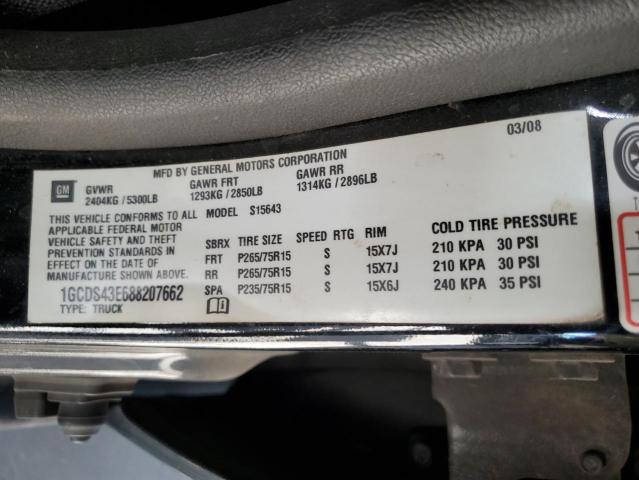 03/08
MFD BY GENERAL MOTORS CORPORATION
GM
GVWR GAWR FRT GAWR RR
2404KG / 5300LB 1293KG / 2850LB 1314KG / 2896LB
THIS VEHICLE CONFORMS TO ALL MODEL S15643
APPLICABLE FEDERAL MOTOR
VEHICLE SAFETY AND THEFT
PREVENTION STANDARDS IN
EFFECT ON THE DATE OF
MANUFACTURE SHOWN ABOVE.
1GCDS43E688207662
TYPE: TRUCK
SBRX TIRE SIZE SPEED RTG RIM COLD TIRE PRESSURE
FRT P265/75R15 S 15X7J 210 KPA 30 PSI
RR P265/75R15 S 15X7J 210 KPA 30 PSI
SPA P235/75R15 S 15X6J 240 KPA 35 PSI